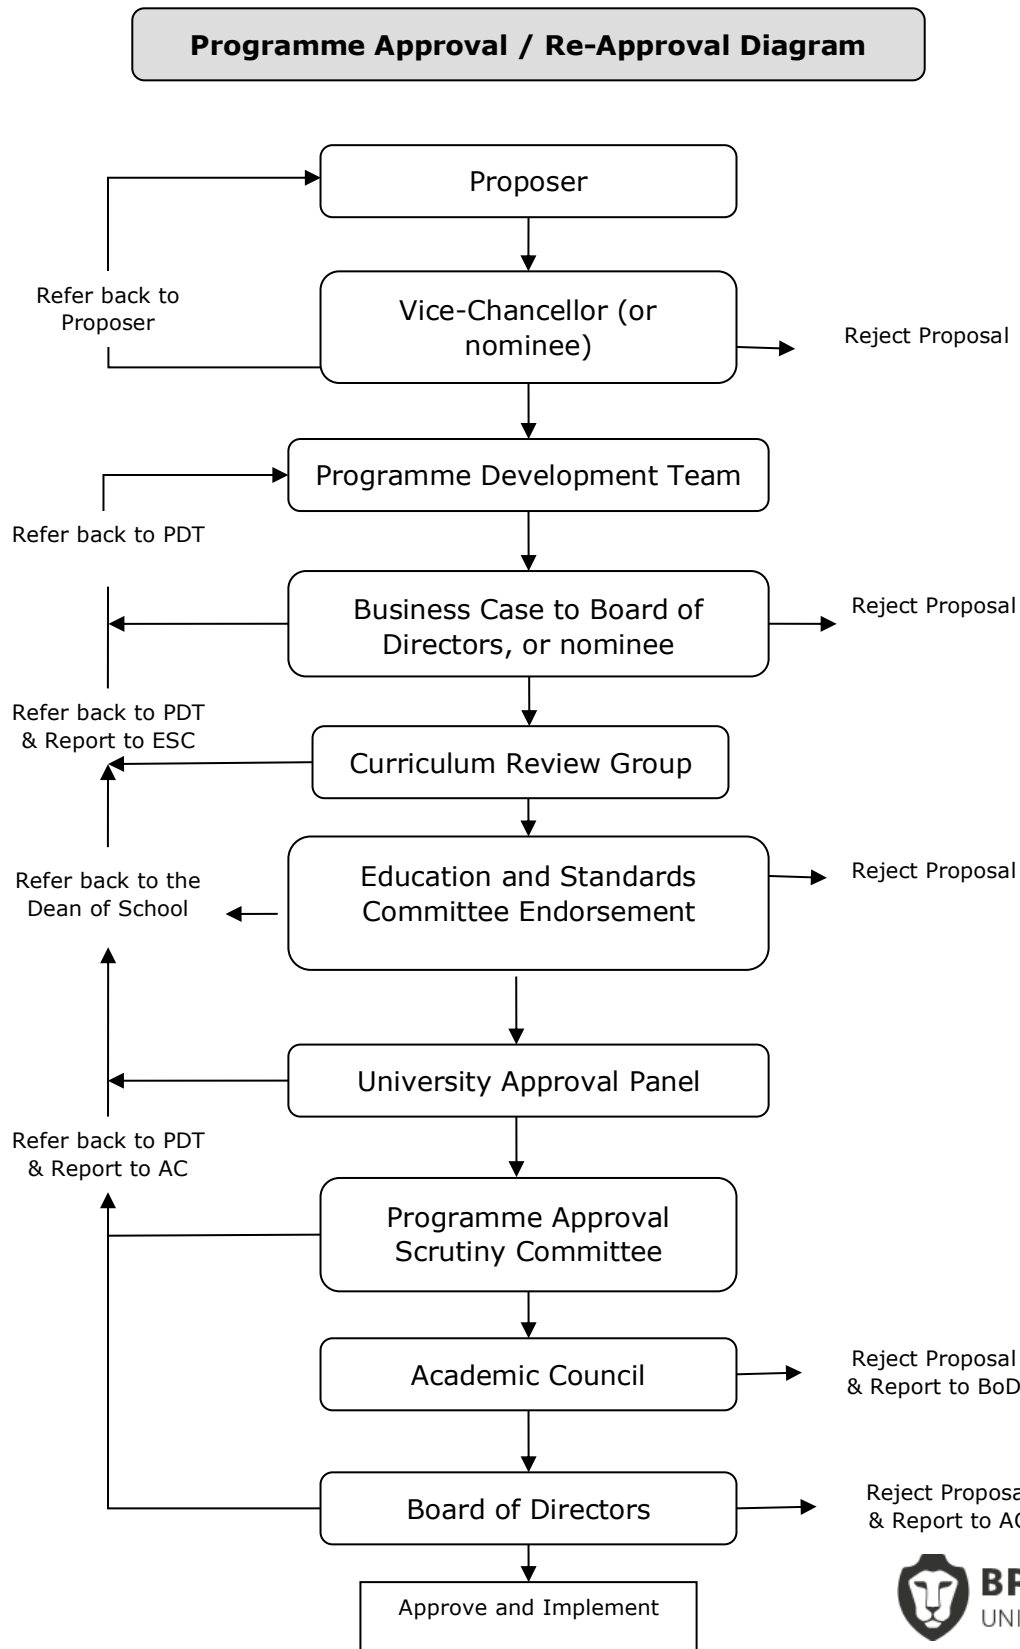 Programme Approval / Re-Approval Diagram
Proposer
Refer back to
Proposer
Vice-Chancellor (or
nominee)
Reject Proposal
Programme Development Team
Refer back to PDT
Business Case to Board of
Directors, or nominee
Reject Proposal
Refer back to PDT
& Report to ESC
Curriculum Review Group
Education and Standards
Committee Endorsement
Reject Proposal
Refer back to the
Dean of School
University Approval Panel
Refer back to PDT
& Report to AC
Programme Approval
Scrutiny Committee
Academic Council
Reject Proposal
& Report to BoD
Board of Directors
Reject Proposa
& Report to AC
Approve and Implement